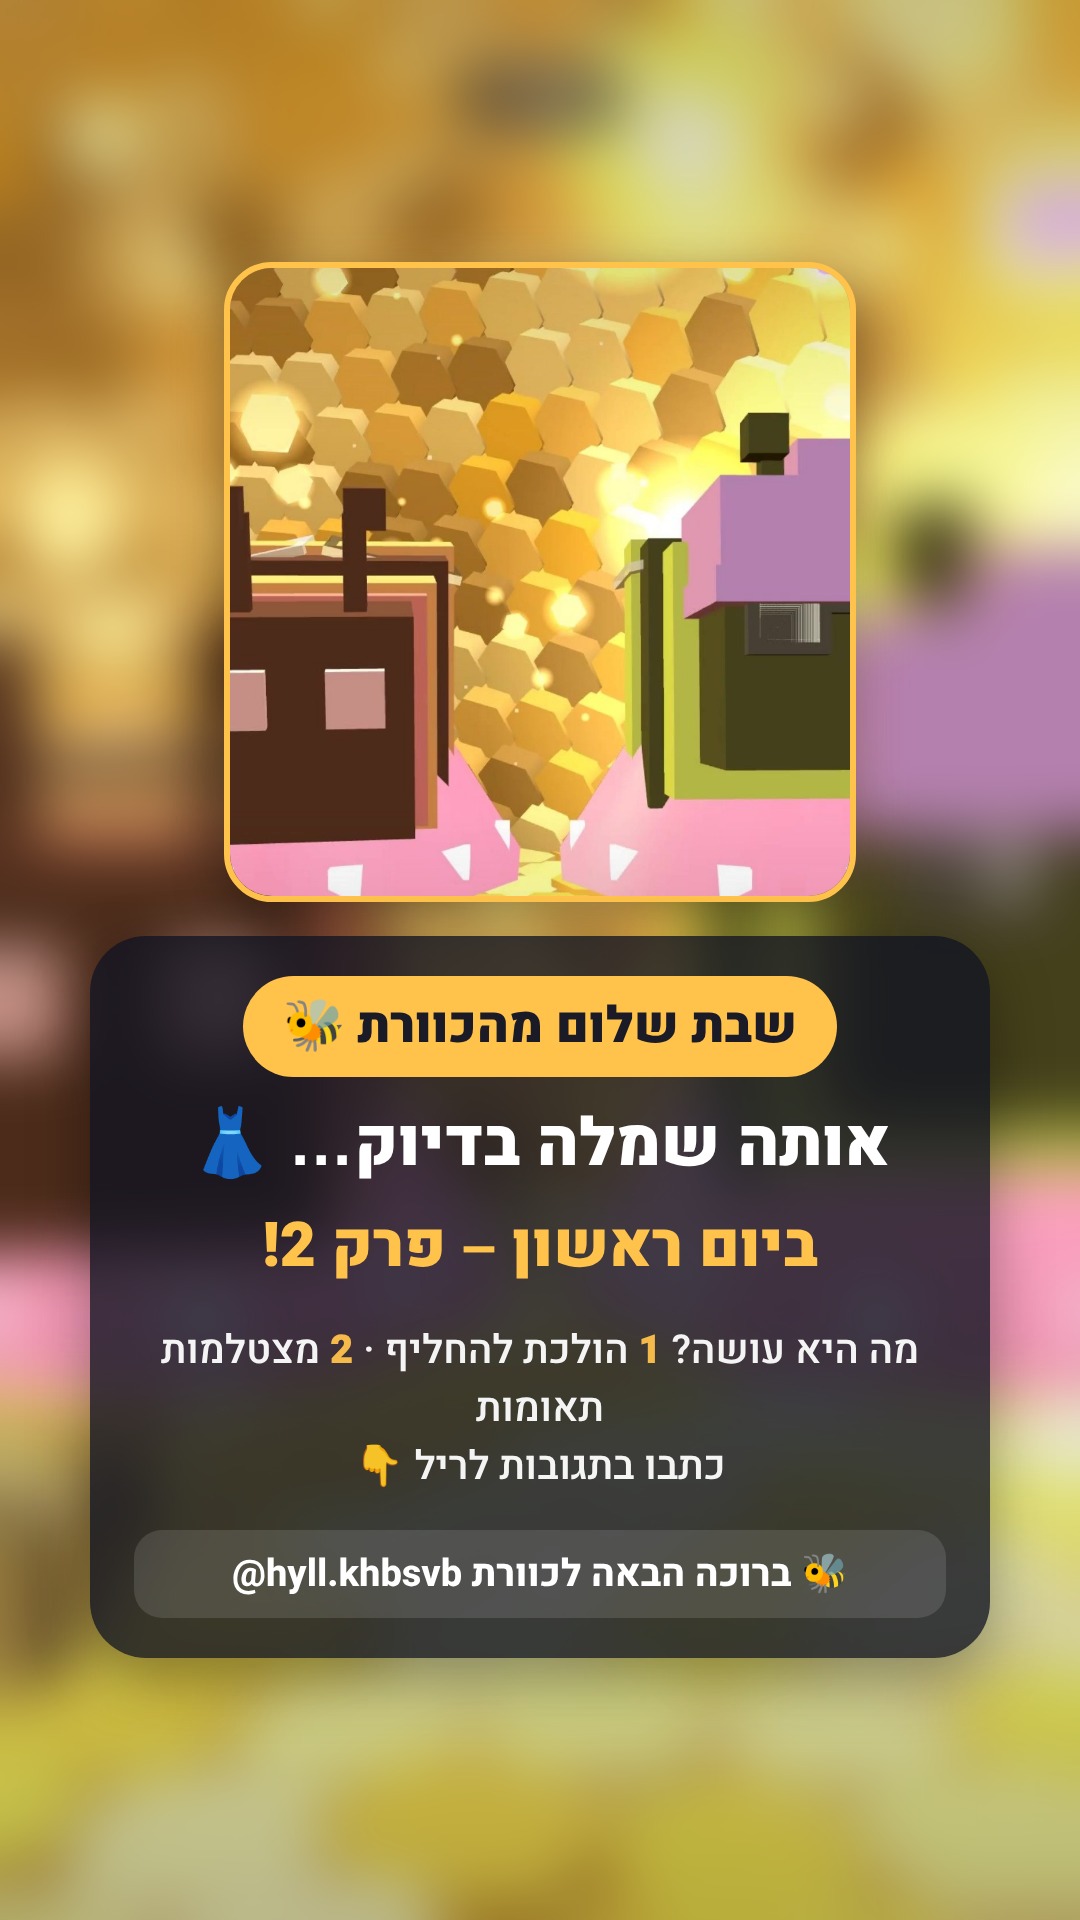 שבת שלום מהכוורת 🐝
אותה שמלה בדיוק... 👗
ביום ראשון – פרק 2!
מה היא עושה? 1 הולכת להחליף · 2 מצטלמות
תאומות
כתבו בתגובות לריל 👇
🐝 ברוכה הבאה לכוורת @hyll.khbsvb